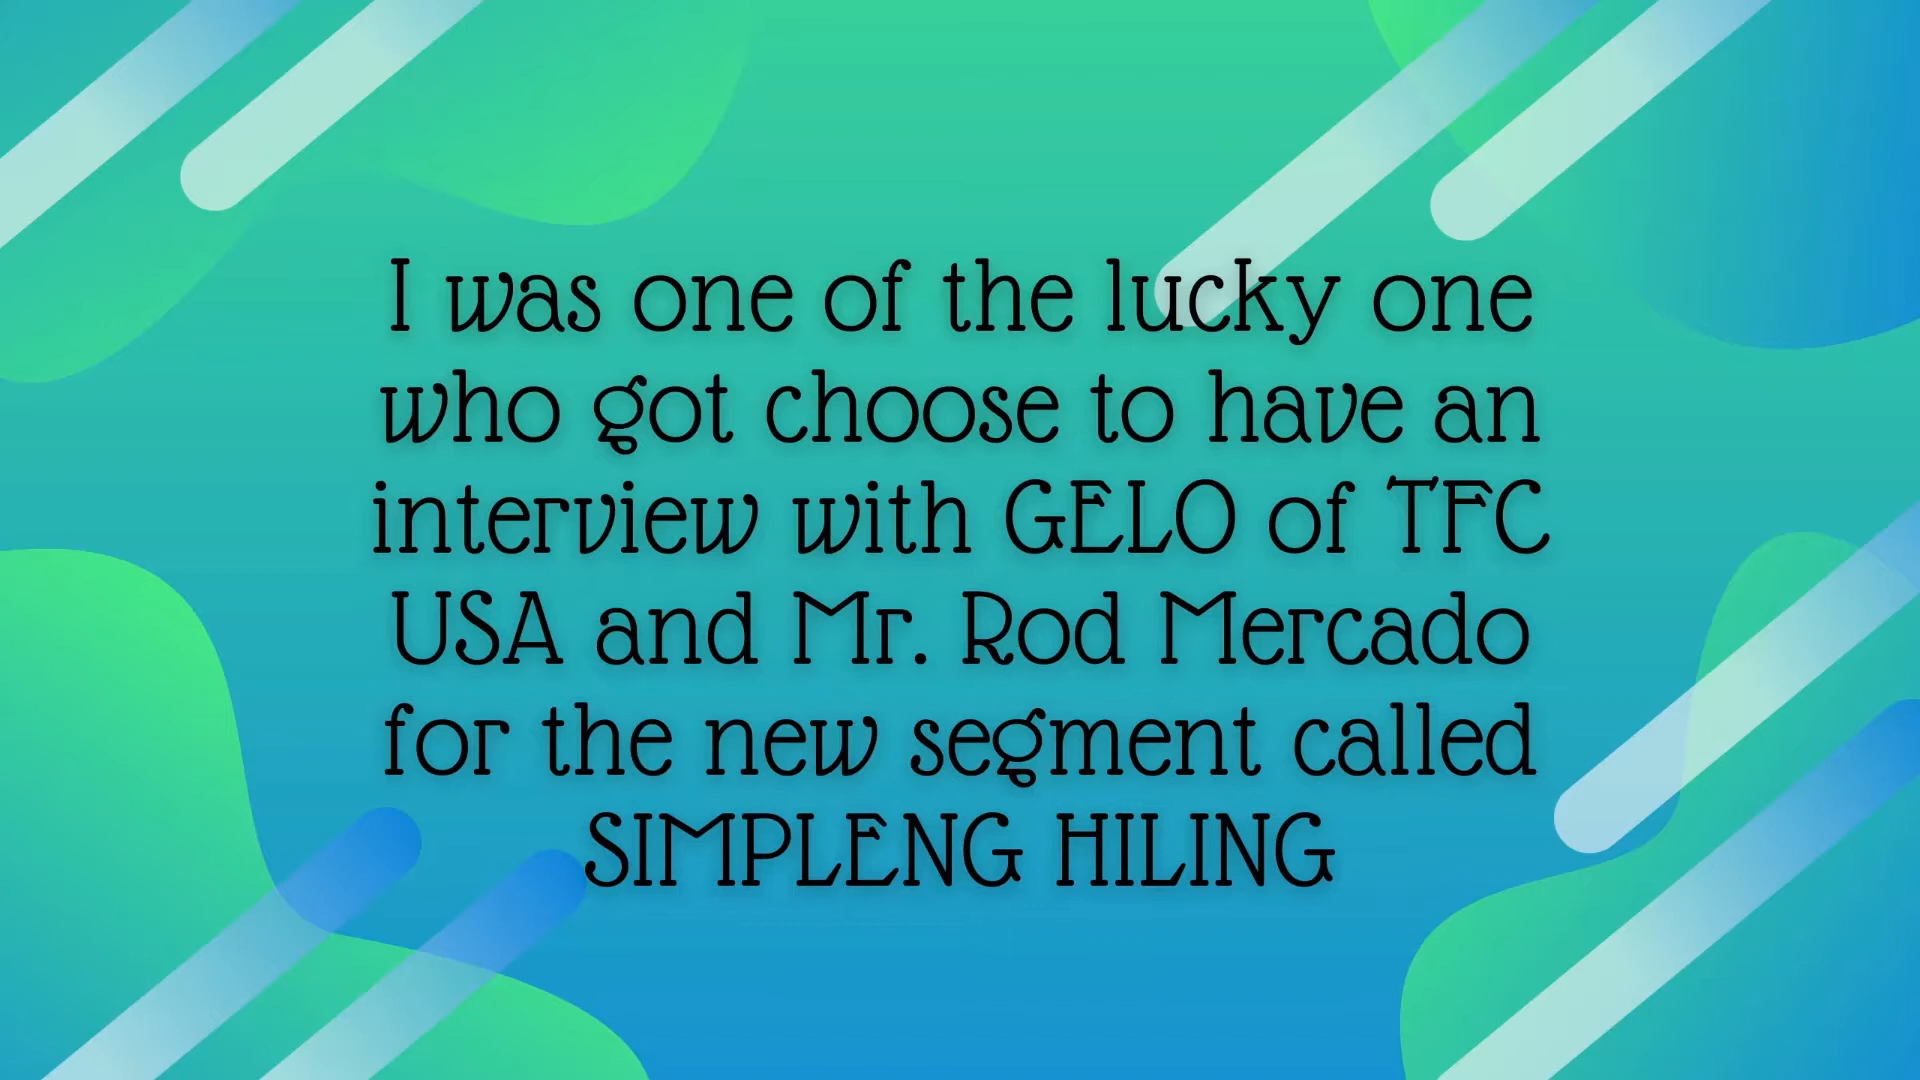 I was one of the lucky one
who got choose to have an
interview with GELO of TFC
USA and Mr. Rod Mercado
for the new segment called
SIMPLENG HILING